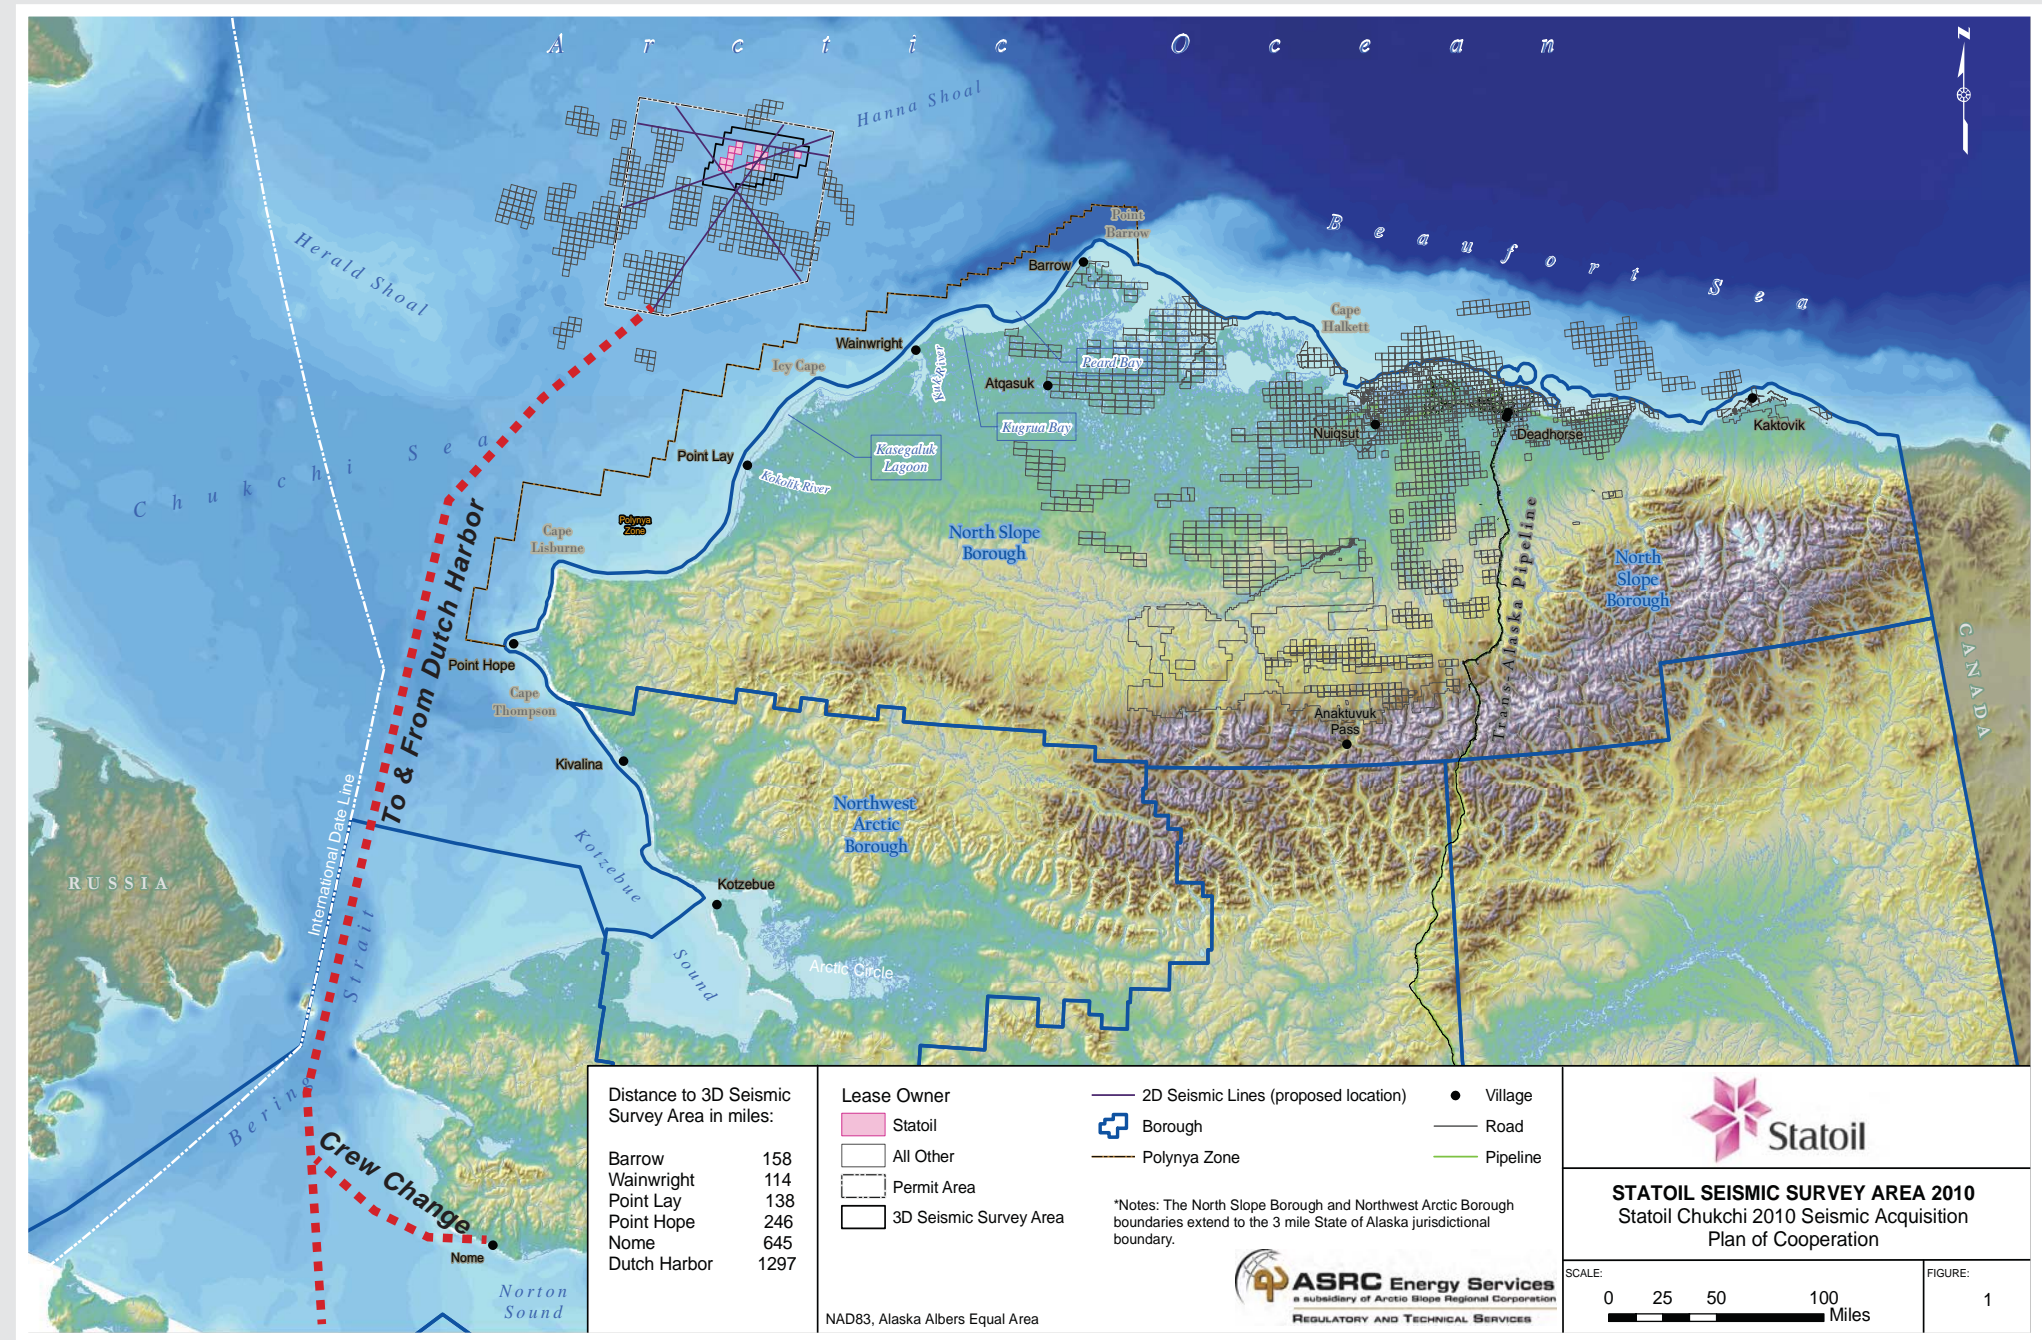 Arctic Ocean
Hanna Shoal
Herald Shoal
Beaufort Sea
Chukchi Sea
Point
Barrow
Barrow
Cape
Halkett
Wainwright
Icy Cape
Kuk River
Peard Bay
Atqasuk
Kugrua Bay
Kasegaluk
Lagoon
Point Lay
Kokolik River
Nuiqsut
Deadhorse
Kaktovik
Polynya
Zone
Cape
Lisburne
North Slope
Borough
North
Slope
Borough
Trans-Alaska Pipeline
To & From Dutch Harbor
Point Hope
Cape
Thompson
Anaktuvuk
Pass
CANADA
Kivalina
Northwest
Arctic
Borough
International Date Line
RUSSIA
Kotzebue
Sound
Kotzebue
Arctic Circle
Bering
Strait
Crew Change
Nome
Norton
Sound
Distance to 3D Seismic
Survey Area in miles:
Barrow 158
Wainwright 114
Point Lay 138
Point Hope 246
Nome 645
Dutch Harbor 1297
Lease Owner
Statoil
All Other
Permit Area
3D Seismic Survey Area
2D Seismic Lines (proposed location)
Borough
Polynya Zone
Village
Road
Pipeline
*Notes: The North Slope Borough and Northwest Arctic Borough
boundaries extend to the 3 mile State of Alaska jurisdictional
boundary.
NAD83, Alaska Albers Equal Area
ASRC Energy Services
a subsidiary of Arctic Slope Regional Corporation
REGULATORY AND TECHNICAL SERVICES
Statoil
STATOIL SEISMIC SURVEY AREA 2010
Statoil Chukchi 2010 Seismic Acquisition
Plan of Cooperation
SCALE:
0 25 50 100
Miles
FIGURE:
1
N